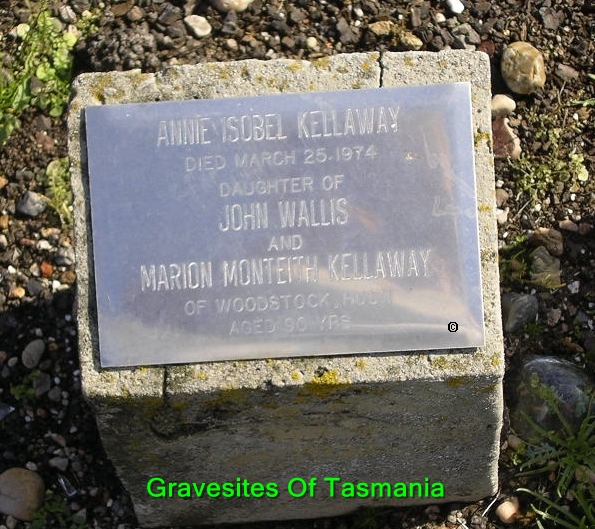 ANNIE ISOBEL KELLAWAY
DIED MARCH 25.1974
DAUGHTER OF
JOHN WALLIS
AND
MARION MONTEITH KELLAWAY
OF WOODSTOCK,
AGED 90 YRS
©
Gravesites Of Tasmania